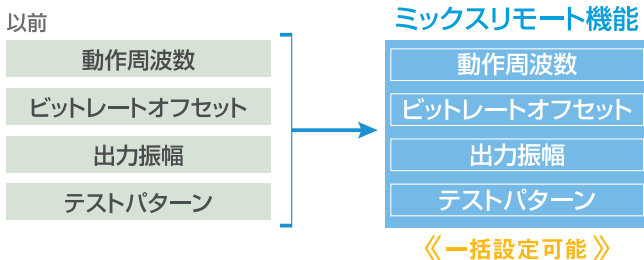 以前
動作周波数
ビットレートオフセット
出力振幅
テストパターン
ミックスリモート機能
動作周波数
ビットレートオフセット
出力振幅
テストパターン
《一括設定可能》